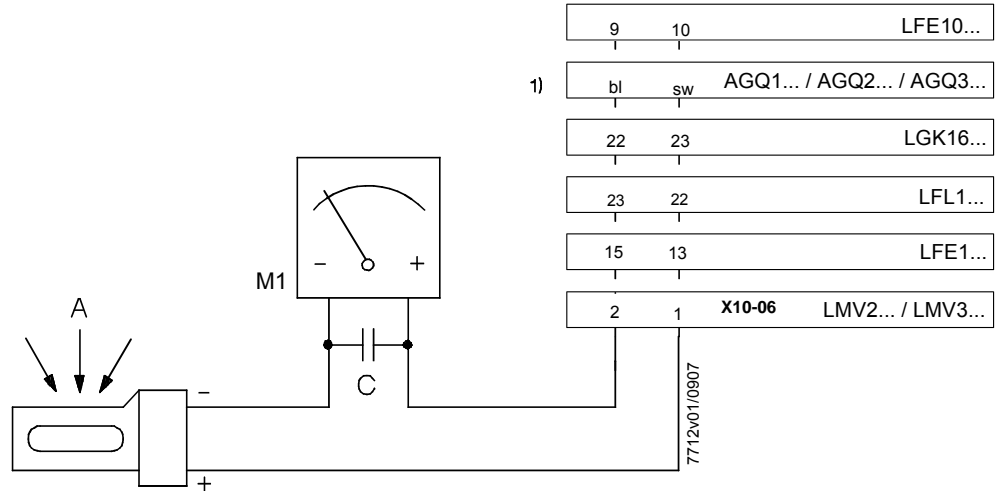 9 10 LFE10...
1) bl sw AGQ1... / AGQ2... / AGQ3...
22 23 LGK16...
23 22 LFL1...
15 13 LFE1...
2 1 X10-06 LMV2... / LMV3...
- +
M1
A
C
-
+
7712v01/0907